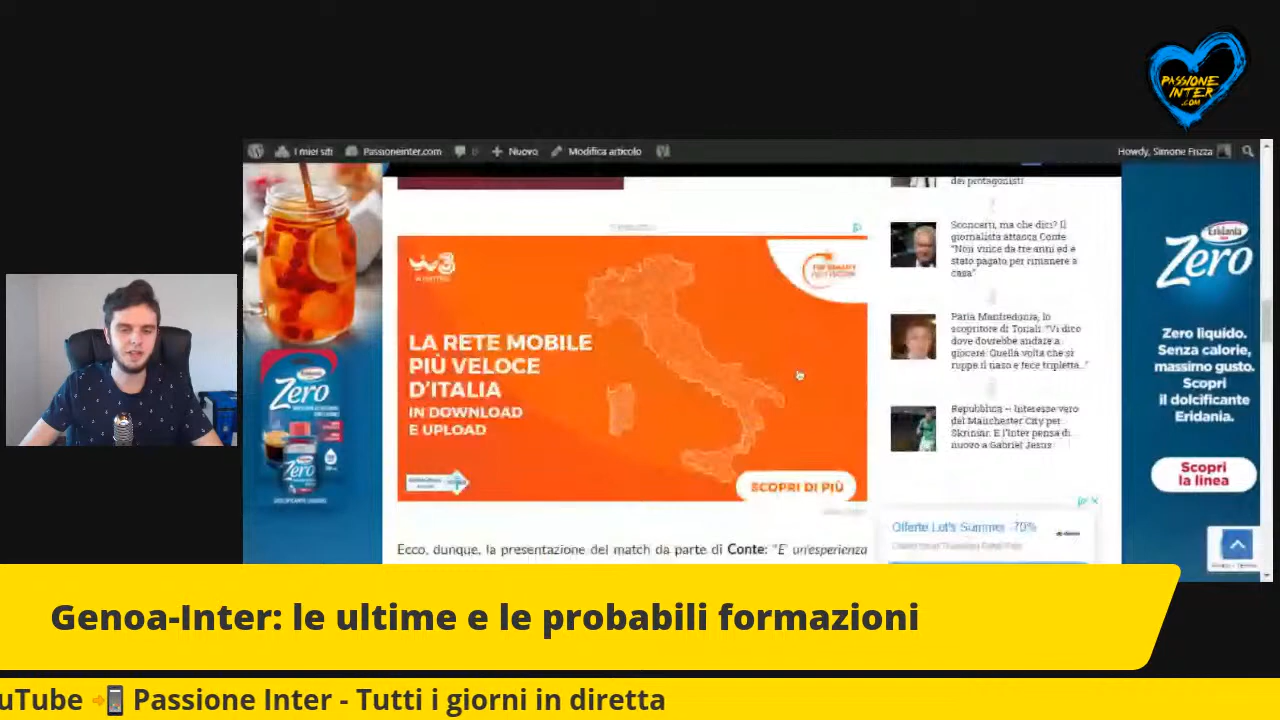 PASSIONE
INTER
.COM
I miei siti
Passioneinter.com
0
Nuovo
Modifica articolo
Howdy, Simone Frizza
dei protagonisti
Sconcerti, ma che dici? Il
giornalista attacca Conte
"Non vince da tre anni ed è
stato pagato per rimanere a
casa"
Parla Manfredonia, lo
scopritore di Tonali: "Vi dico
dove dovrebbe andare a
giocare. Quella volta che si
ruppe il naso e fece tripletta..."
Repubblica – Interesse vero
del Manchester City per
Skriniar. E l'Inter pensa di
nuovo a Gabriel Jesus
W3
LA RETE MOBILE
PIÙ VELOCE
D'ITALIA
IN DOWNLOAD
E UPLOAD
SCOPRI DI PIÙ
Ecco, dunque, la presentazione del match da parte di Conte: "E' un'esperienza
Offerte Let's Summer -70%
Zero
Zero
Eridania
Zero
Zero liquido.
Senza calorie,
massimo gusto.
Scopri
il dolcificante
Eridania.
Scopri
la linea
Genoa-Inter: le ultime e le probabili formazioni
uTube 📲 Passione Inter - Tutti i giorni in diretta